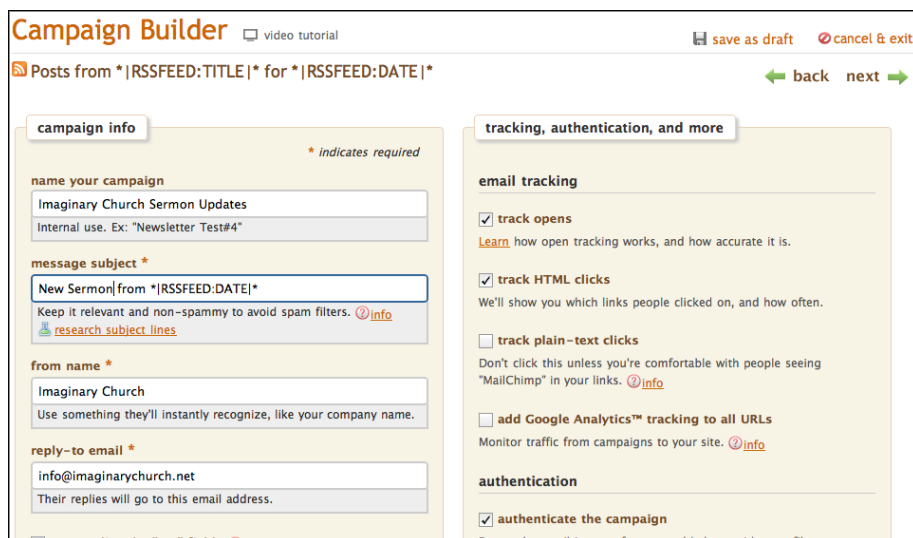 Campaign Builder video tutorial
save as draft cancel & exit
Posts from *|RSSFEED:TITLE|* for *|RSSFEED:DATE|*
back next
campaign info
* indicates required
name your campaign
Imaginary Church Sermon Updates
Internal use. Ex: "Newsletter Test#4"
message subject *
New Sermon from *|RSSFEED:DATE|*
Keep it relevant and non-spammy to avoid spam filters. ? info
research subject lines
from name *
Imaginary Church
Use something they'll instantly recognize, like your company name.
reply-to email *
info@imaginarychurch.net
Their replies will go to this email address.
tracking, authentication, and more
email tracking
track opens
Learn how open tracking works, and how accurate it is.
track HTML clicks
We'll show you which links people clicked on, and how often.
track plain-text clicks
Don't click this unless you're comfortable with people seeing
"MailChimp" in your links. ? info
add Google Analytics™ tracking to all URLs
Monitor traffic from campaigns to your site. ? info
authentication
authenticate the campaign